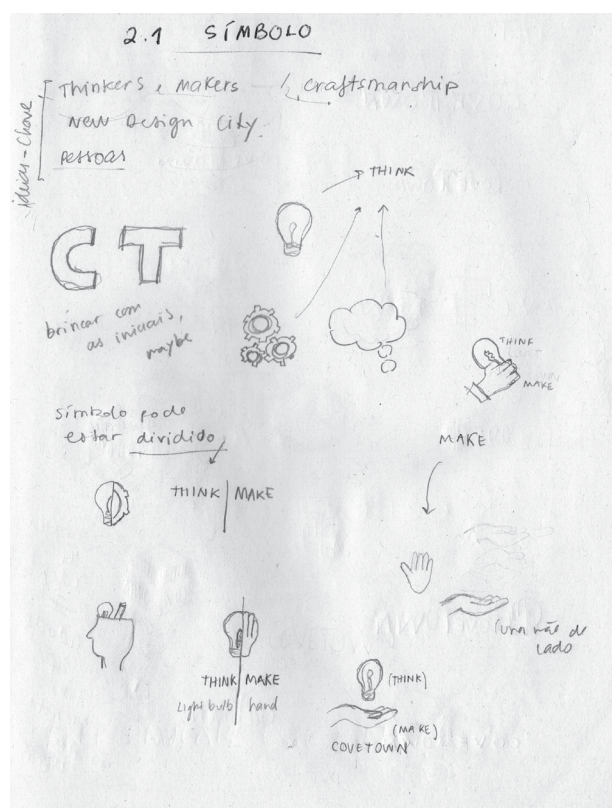 2.1 SÍMBOLO
Ideias-Chave
Thinkers e makers craftsmanship
New Design City.
pessoas
THINK
CT
brincar com
as iniciais,
maybe
THINK
MAKE
símbolo pode
estar dividido
MAKE
THINK | MAKE
uma mão de
lado
THINK | MAKE
Light bulb | hand
(THINK)
(MAKE)
COVETOWN